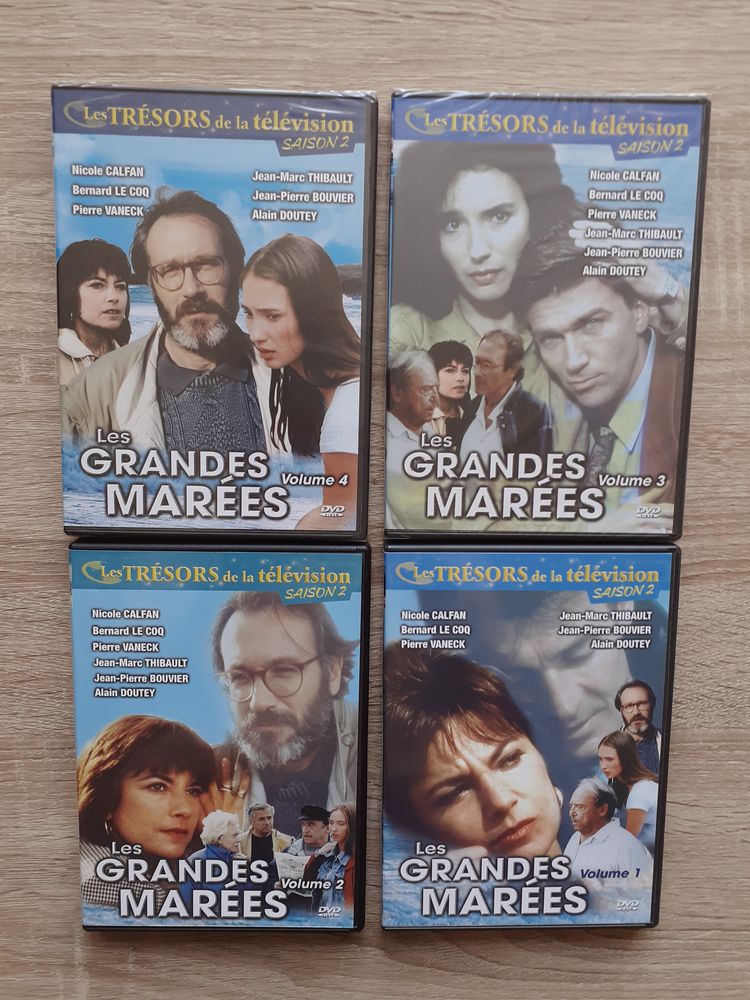 Les TRÉSORS de la télévision
SAISON 2
Nicole CALFAN
Bernard LE COQ
Pierre VANECK
Jean-Marc THIBAULT
Jean-Pierre BOUVIER
Alain DOUTEY
Les
GRANDES
MARÉES
Volume 4
DVD
Les TRÉSORS de la télévision
SAISON 2
Nicole CALFAN
Bernard LE COQ
Pierre VANECK
Jean-Marc THIBAULT
Jean-Pierre BOUVIER
Alain DOUTEY
Les
GRANDES
MARÉES
Volume 3
DVD
Les TRÉSORS de la télévision
SAISON 2
Nicole CALFAN
Bernard LE COQ
Pierre VANECK
Jean-Marc THIBAULT
Jean-Pierre BOUVIER
Alain DOUTEY
Les
GRANDES
MARÉES
Volume 2
DVD
Les TRÉSORS de la télévision
SAISON 2
Nicole CALFAN
Bernard LE COQ
Pierre VANECK
Jean-Marc THIBAULT
Jean-Pierre BOUVIER
Alain DOUTEY
Les
GRANDES
MARÉES
Volume 1
DVD